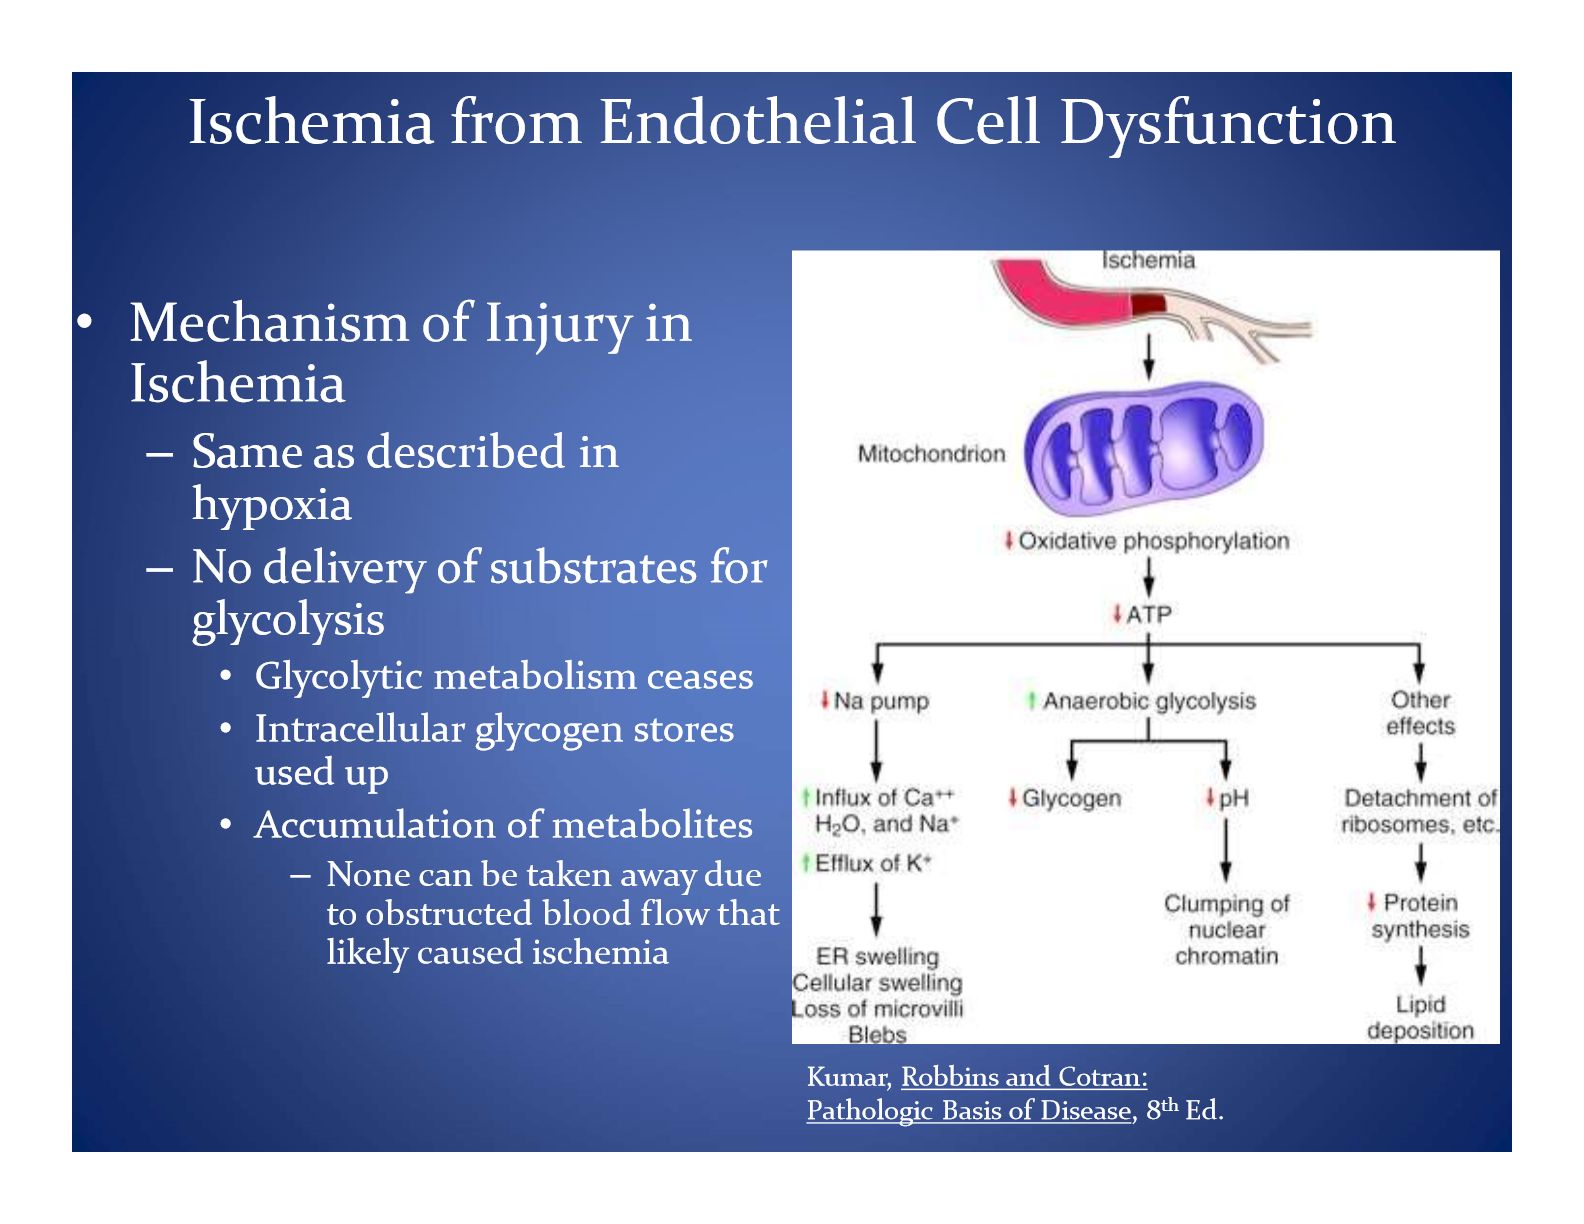 Ischemia from Endothelial Cell Dysfunction
• Mechanism of Injury in
Ischemia
– Same as described in
hypoxia
– No delivery of substrates for
glycolysis
• Glycolytic metabolism ceases
• Intracellular glycogen stores
used up
• Accumulation of metabolites
– None can be taken away due
to obstructed blood flow that
likely caused ischemia
Ischemia
Mitochondrion
↓ Oxidative phosphorylation
↓ ATP
↓ Na pump
↑ Influx of Ca⁺⁺
H₂O, and Na⁺
↑ Efflux of K⁺
ER swelling
Cellular swelling
Loss of microvilli
Blebs
↑ Anaerobic glycolysis
↓ Glycogen
↓ pH
Clumping of
nuclear
chromatin
Other
effects
Detachment of
ribosomes, etc.
↓ Protein
synthesis
Lipid
deposition
Kumar, Robbins and Cotran:
Pathologic Basis of Disease, 8th Ed.